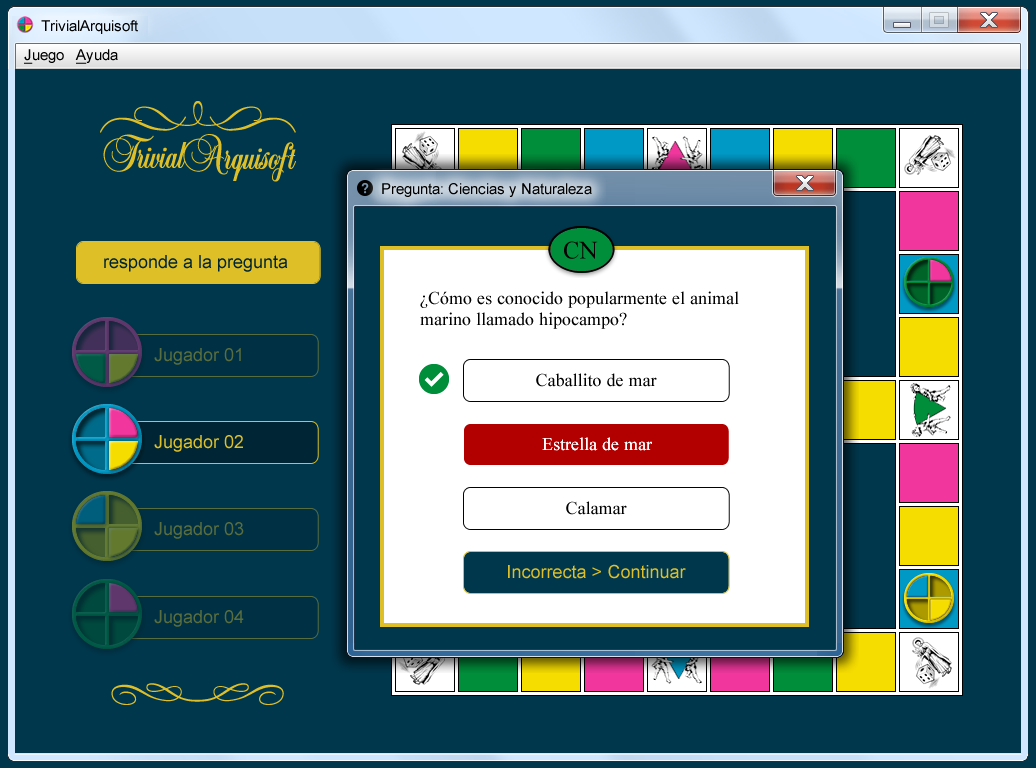 TrivialArquisoft
Juego Ayuda
TrivialArquisoft
responde a la pregunta
Jugador 01
Jugador 02
Jugador 03
Jugador 04
? Pregunta: Ciencias y Naturaleza
CN
¿Cómo es conocido popularmente el animal
marino llamado hipocampo?
Caballito de mar
Estrella de mar
Calamar
Incorrecta > Continuar